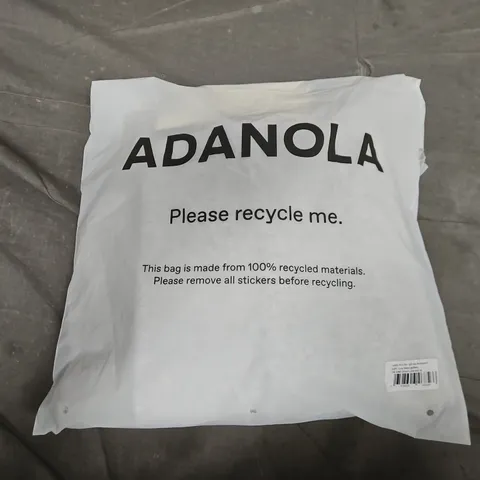 ADANOLA
Please recycle me.
This bag is made from 100% recycled materials.
Please remove all stickers before recycling.